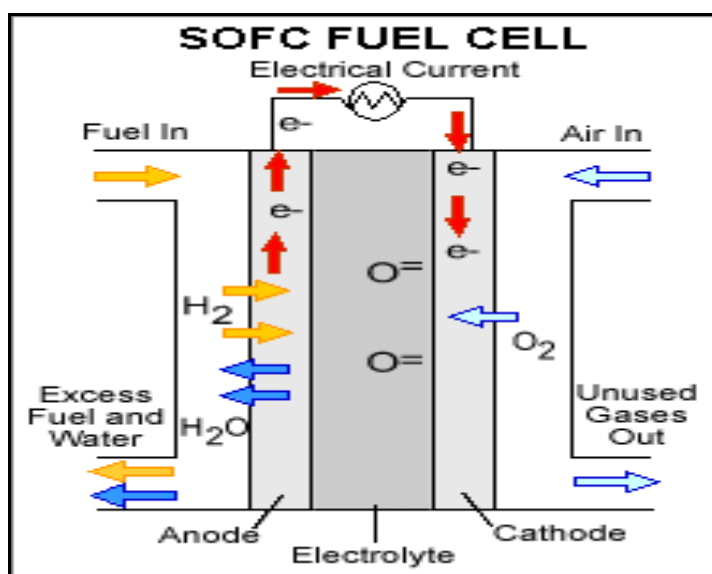 SOFC FUEL CELL
Electrical Current
Fuel In
e-
Air In
e-
e-
e-
O=
H2
O2
O=
Excess
Fuel and
Water
H2O
Unused
Gases
Out
Anode
Cathode
Electrolyte